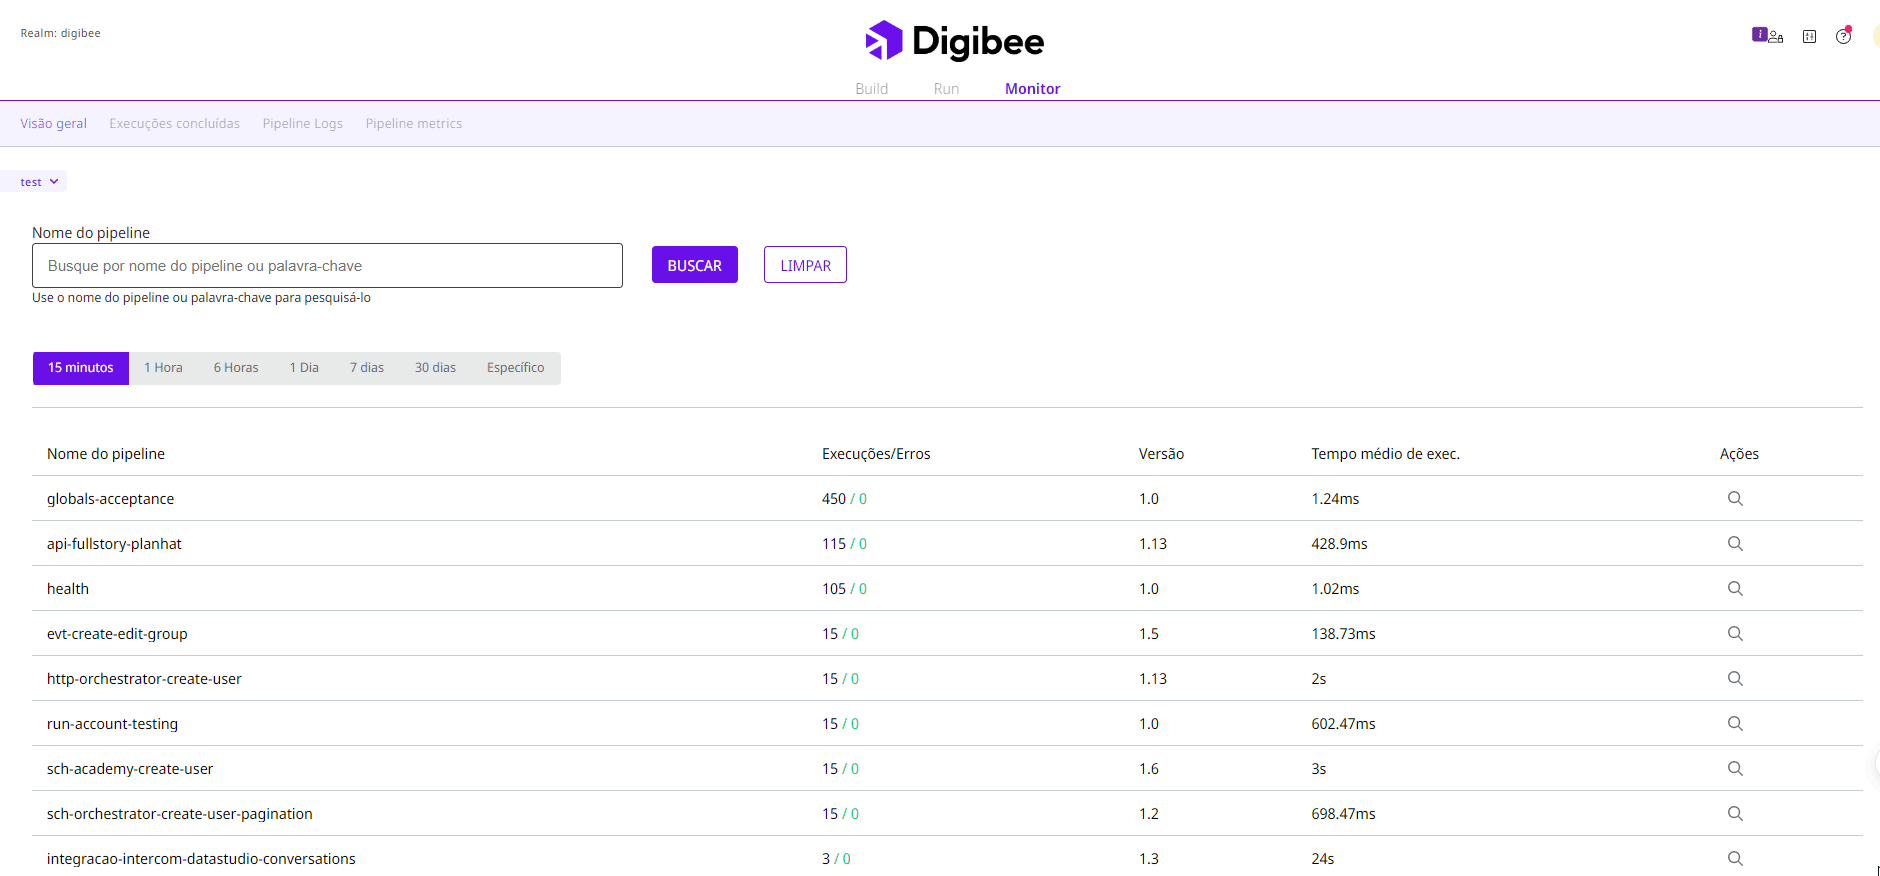 Realm: digibee
Digibee
i
?
Build Run Monitor
Visão geral Execuções concluídas Pipeline Logs Pipeline metrics
test
Nome do pipeline
Busque por nome do pipeline ou palavra-chave
BUSCAR LIMPAR
Use o nome do pipeline ou palavra-chave para pesquisá-lo
15 minutos 1 Hora 6 Horas 1 Dia 7 dias 30 dias Específico
Nome do pipeline Execuções/Erros Versão Tempo médio de exec. Ações
globals-acceptance 450 / 0 1.0 1.24ms
api-fullstory-planhat 115 / 0 1.13 428.9ms
health 105 / 0 1.0 1.02ms
evt-create-edit-group 15 / 0 1.5 138.73ms
http-orchestrator-create-user 15 / 0 1.13 2s
run-account-testing 15 / 0 1.0 602.47ms
sch-academy-create-user 15 / 0 1.6 3s
sch-orchestrator-create-user-pagination 15 / 0 1.2 698.47ms
integracao-intercom-datastudio-conversations 3 / 0 1.3 24s